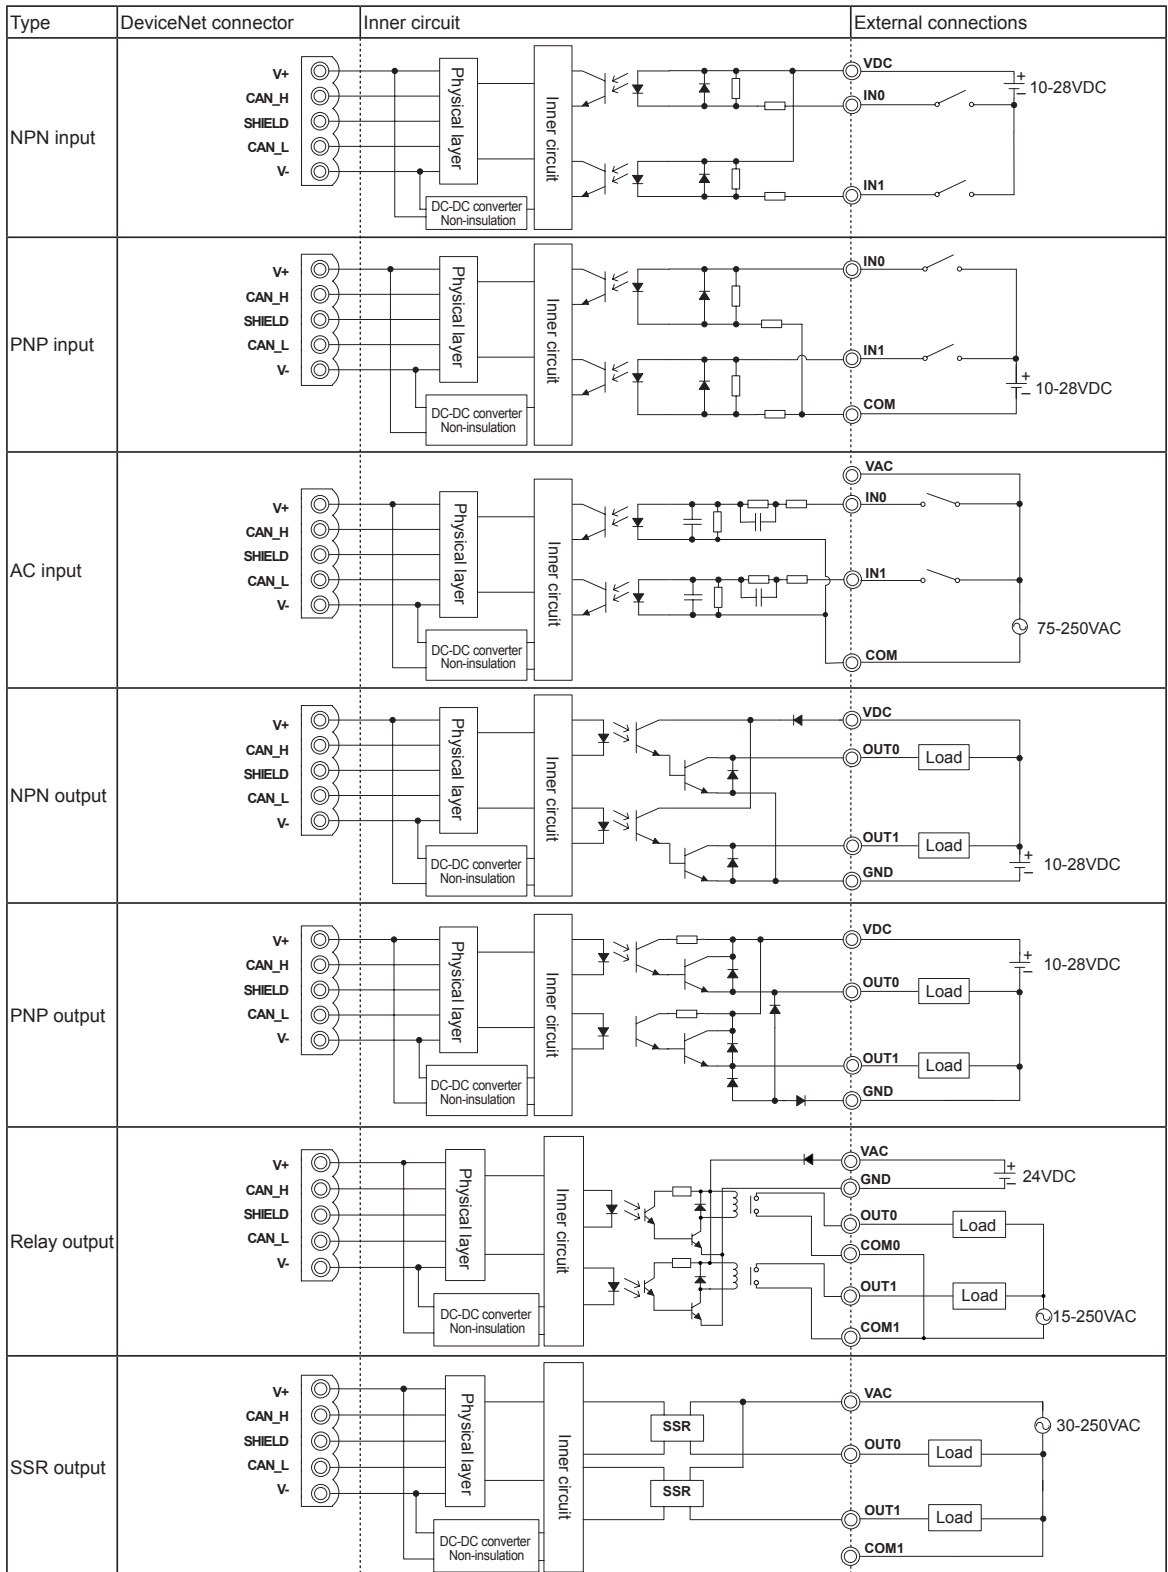 Type DeviceNet connector Inner circuit External connections
NPN input
V+
CAN_H
SHIELD
CAN_L
V-
Physical layer
DC-DC converter
Non-insulation
Inner circuit
VDC
IN0
IN1
+
10-28VDC
−
PNP input
V+
CAN_H
SHIELD
CAN_L
V-
Physical layer
DC-DC converter
Non-insulation
Inner circuit
IN0
IN1
COM
+
10-28VDC
−
AC input
V+
CAN_H
SHIELD
CAN_L
V-
Physical layer
DC-DC converter
Non-insulation
Inner circuit
VAC
IN0
IN1
COM
75-250VAC
NPN output
V+
CAN_H
SHIELD
CAN_L
V-
Physical layer
DC-DC converter
Non-insulation
Inner circuit
VDC
OUT0
Load
OUT1
Load
GND
+
10-28VDC
−
PNP output
V+
CAN_H
SHIELD
CAN_L
V-
Physical layer
DC-DC converter
Non-insulation
Inner circuit
VDC
+
10-28VDC
−
OUT0
Load
OUT1
Load
GND
Relay output
V+
CAN_H
SHIELD
CAN_L
V-
Physical layer
DC-DC converter
Non-insulation
Inner circuit
VAC
GND
+
24VDC
−
OUT0
Load
COM0
OUT1
Load
COM1
15-250VAC
SSR output
V+
CAN_H
SHIELD
CAN_L
V-
Physical layer
DC-DC converter
Non-insulation
Inner circuit
SSR
SSR
VAC
30-250VAC
OUT0
Load
OUT1
Load
COM1